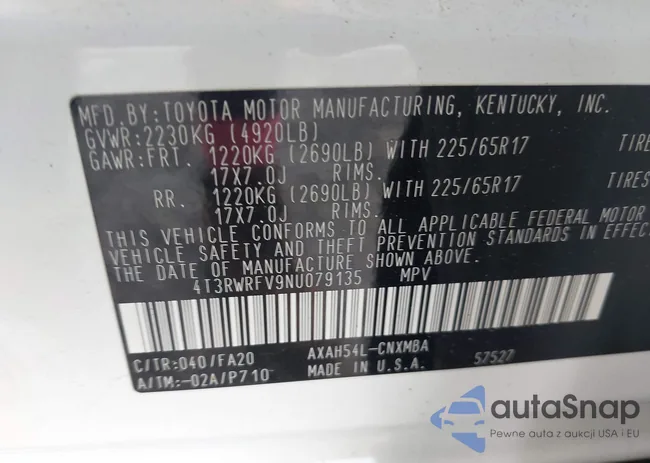 MFD.BY:TOYOTA MOTOR MANUFACTURING, KENTUCKY, INC.
GVWR:2230KG (4920LB)
GAWR:FRT. 1220KG (2690LB) WITH 225/65R17 TIRE
17X7.0J RIMS.
RR. 1220KG (2690LB) WITH 225/65R17 TIRES
17X7.0J RIMS.
THIS VEHICLE CONFORMS TO ALL APPLICABLE FEDERAL MOTOR
VEHICLE SAFETY AND THEFT PREVENTION STANDARDS IN EFFEC
ON THE DATE OF MANUFACTURE SHOWN ABOVE.
4T3RWRFV9NU079135 MPV
C/TR:040/FA20 AXAH54L-CNXMBA 57527
A/TM:-02A/P710 MADE IN U.S.A.
autaSnap
Pewne auta z aukcji USA i EU